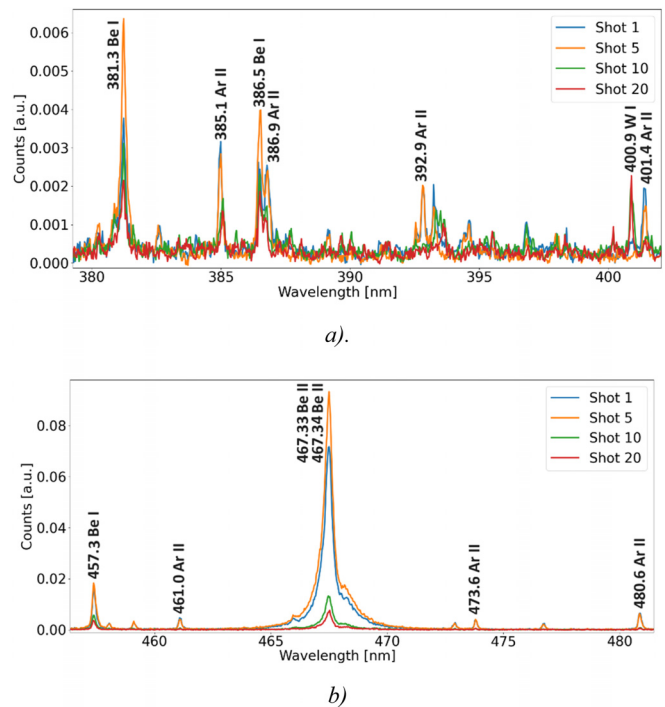 0.006
0.005
0.004
0.003
0.002
0.001
0.000
Counts [a.u.]
381.3 Be I
385.1 Ar II
386.5 Be I
386.9 Ar II
392.9 Ar II
400.9 W I
401.4 Ar II
Shot 1
Shot 5
Shot 10
Shot 20
380 385 390 395 400
Wavelength [nm]
a).
0.08
0.06
0.04
0.02
0.00
Counts [a.u.]
457.3 Be I
461.0 Ar II
467.33 Be II
467.34 Be II
473.6 Ar II
480.6 Ar II
Shot 1
Shot 5
Shot 10
Shot 20
460 465 470 475 480
Wavelength [nm]
b)